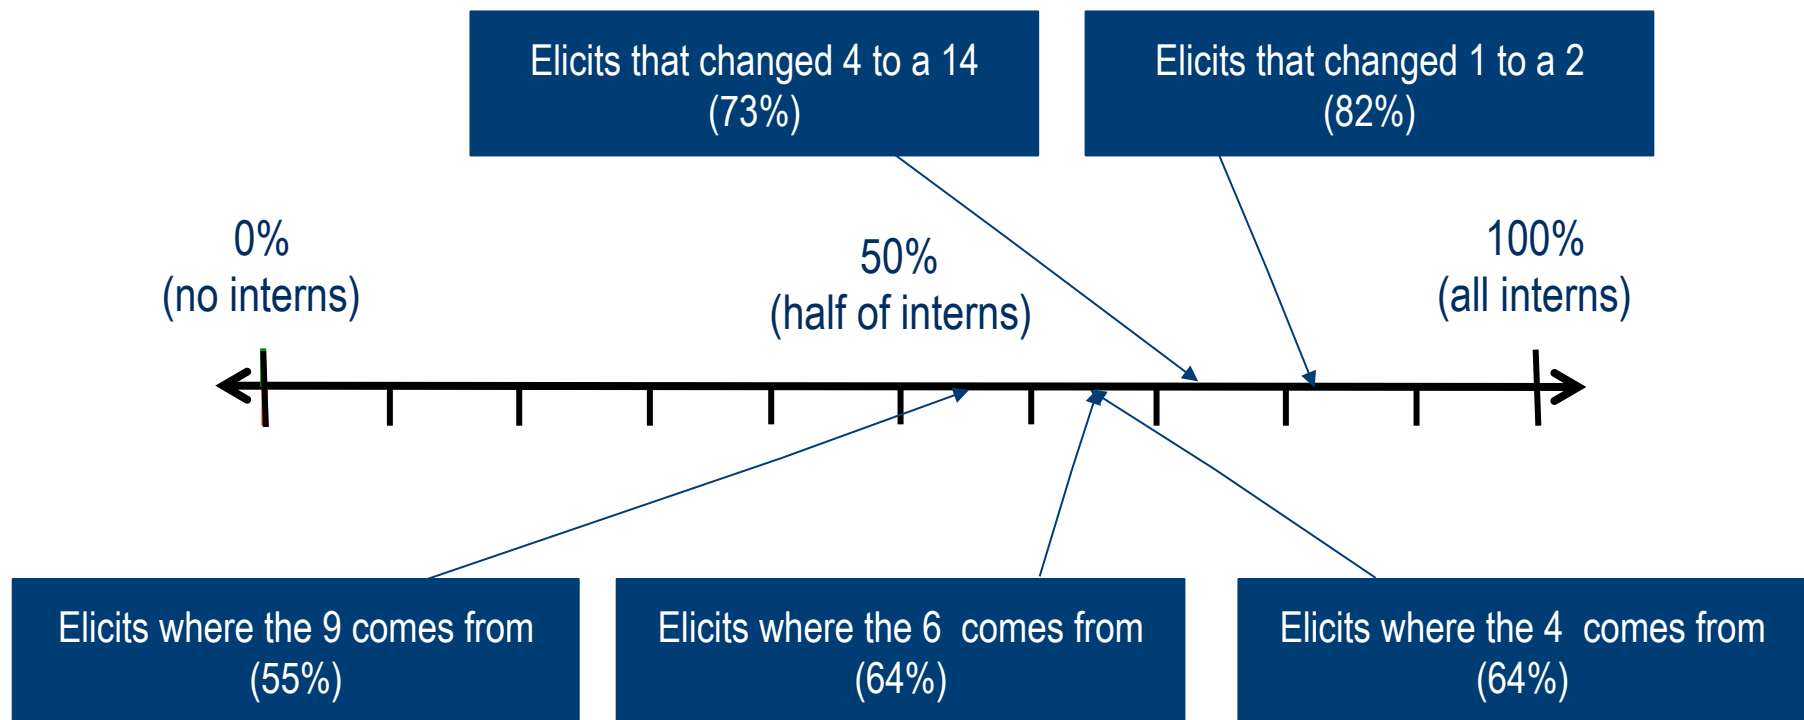 Elicits that changed 4 to a 14
(73%)
Elicits that changed 1 to a 2
(82%)
0%
(no interns)
50%
(half of interns)
100%
(all interns)
Elicits where the 9 comes from
(55%)
Elicits where the 6  comes from
(64%)
Elicits where the 4  comes from
(64%)